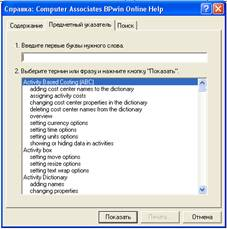 Справка: Computer Associates BPwin Online Help
Содержание Предметный указатель Поиск
1. Введите первые буквы нужного слова.
2. Выберите термин или фразу и нажмите кнопку "Показать".
Activity Based Costing (ABC)
adding cost center names to the dictionary
assigning activity costs
changing cost center properties in the dictionary
deleting cost center names from the dictionary
overview
setting currency options
setting time options
setting units options
showing or hiding data in activities
Activity box
setting move options
setting resize options
setting text wrap options
Activity Dictionary
adding names
changing properties
Показать Печать... Отмена